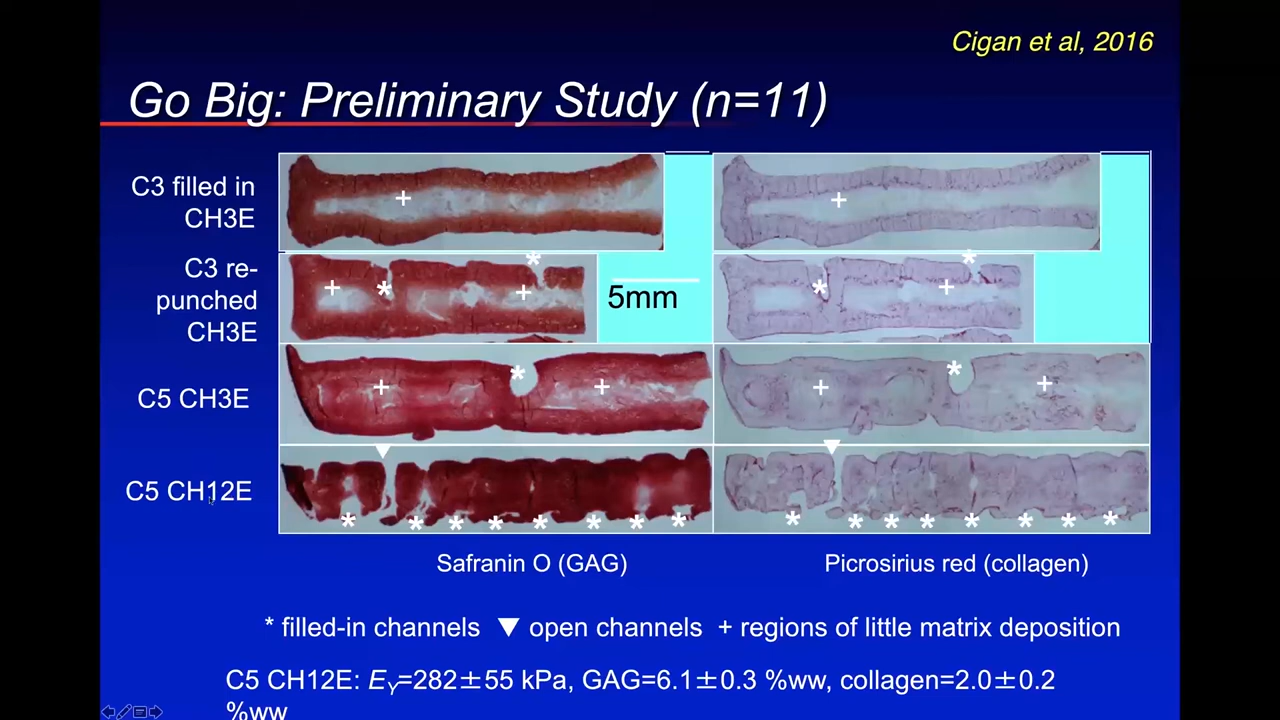 Cigan et al, 2016
Go Big: Preliminary Study (n=11)
C3 filled in
CH3E
C3 re-
punched
CH3E
5mm
C5 CH3E
C5 CH12E
Safranin O (GAG)
Picrosirius red (collagen)
* filled-in channels ▼ open channels + regions of little matrix deposition
C5 CH12E: EY=282±55 kPa, GAG=6.1±0.3 %ww, collagen=2.0±0.2
%ww